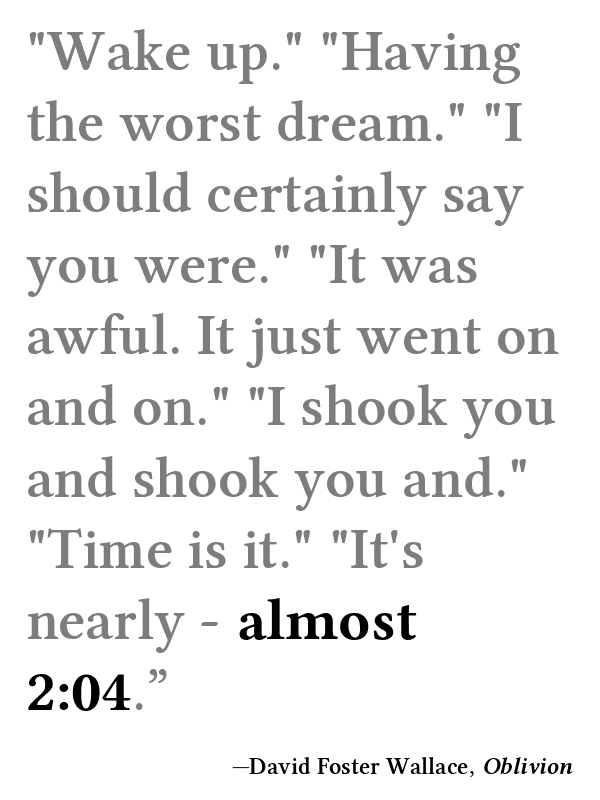 "Wake up." "Having
the worst dream." "I
should certainly say
you were." "It was
awful. It just went on
and on." "I shook you
and shook you and."
"Time is it." "It's
nearly - almost
2:04.”
—David Foster Wallace, Oblivion